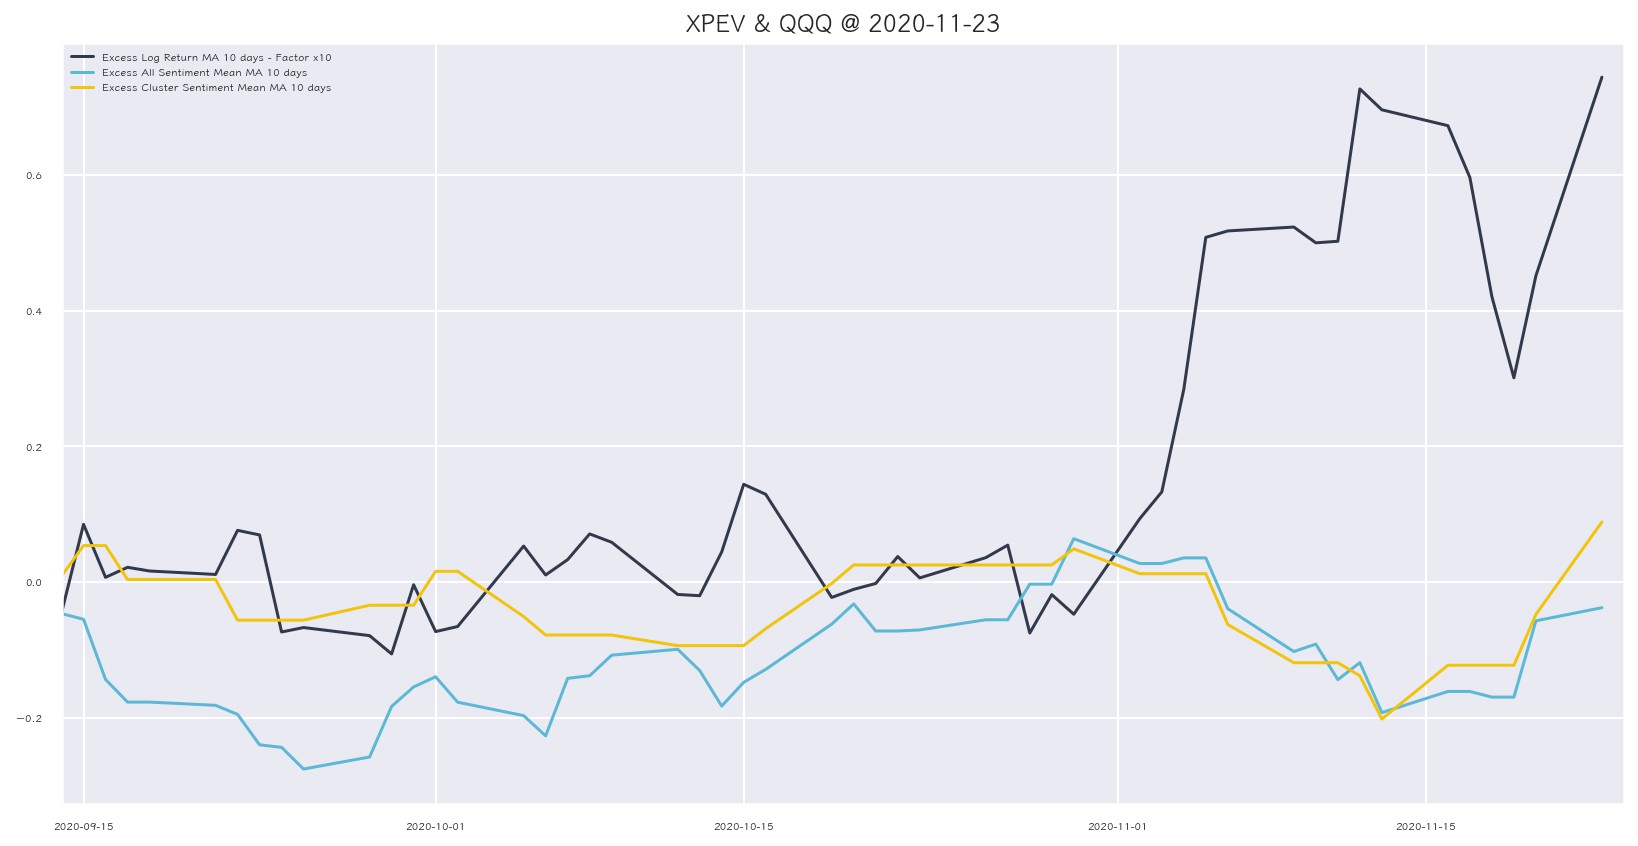 XPEV & QQQ @ 2020-11-23
Excess Log Return MA 10 days - Factor x10
Excess All Sentiment Mean MA 10 days
Excess Cluster Sentiment Mean MA 10 days
0.6
0.4
0.2
0.0
−0.2
2020-09-15
2020-10-01
2020-10-15
2020-11-01
2020-11-15